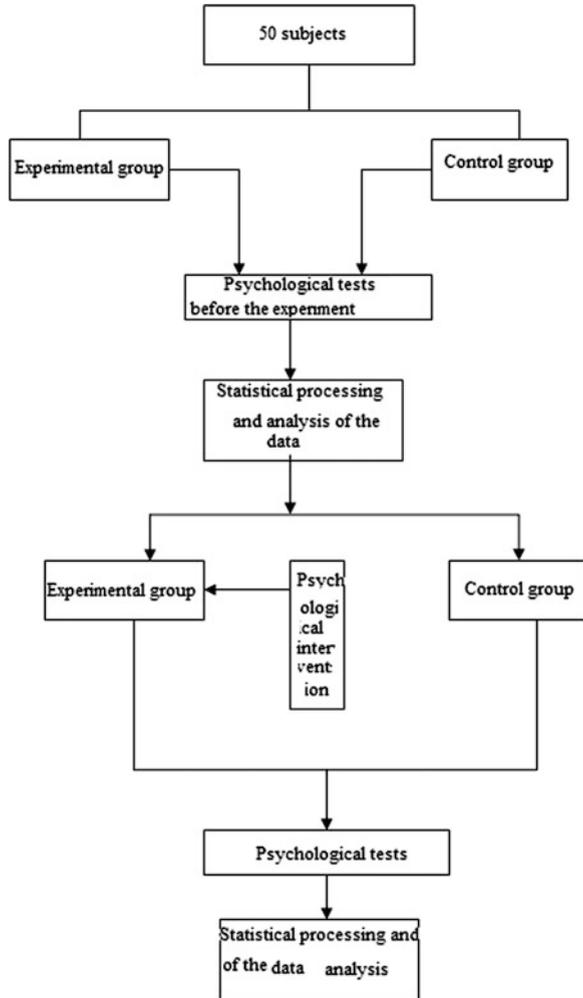 50 subjects
Experimental group
Control group
Psychological tests
before the experiment
Statistical processing
and analysis of the
data
Experimental group
Psych
ologi
ical
inter
vent
ion
Control group
Psychological tests
Statistical processing and
of the data analysis